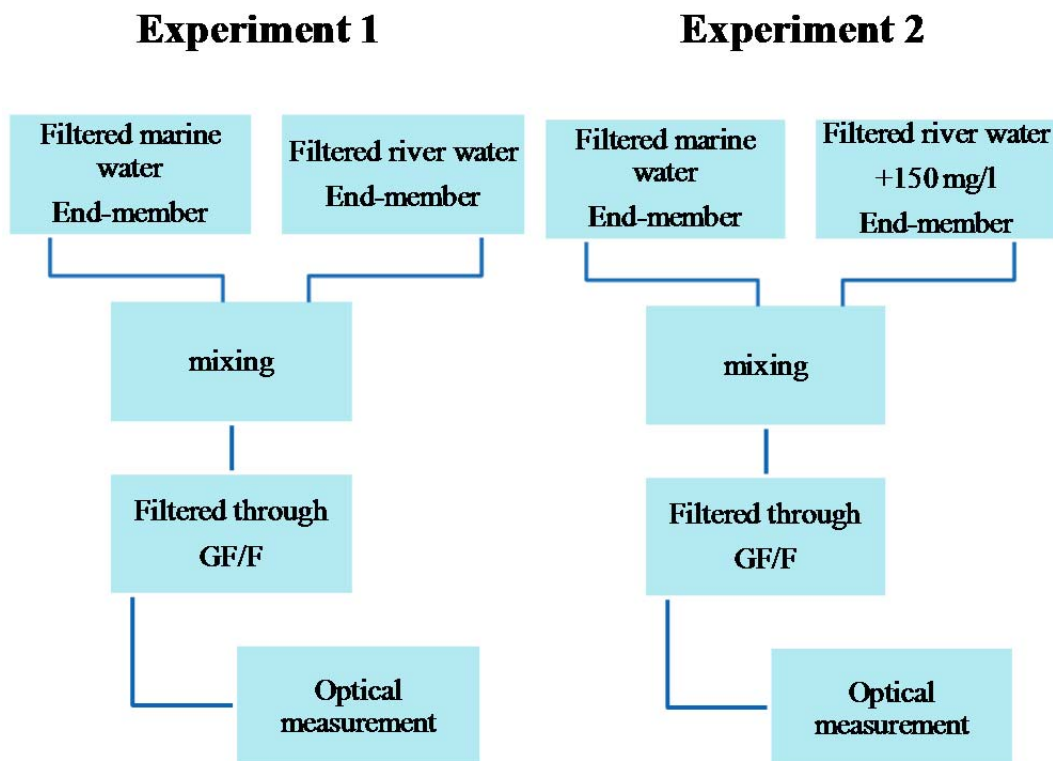 Experiment 1
Filtered marine
water
End-member
Filtered river water
End-member
mixing
Filtered through
GF/F
Optical
measurement
Experiment 2
Filtered marine
water
End-member
Filtered river water
+150 mg/l
End-member
mixing
Filtered through
GF/F
Optical
measurement